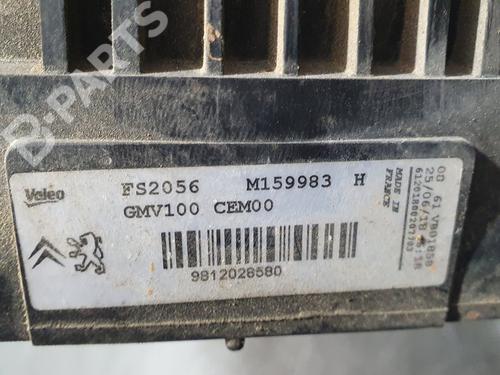 B-PARTS
Valeo
FS2056 M159983 H
GMV100 CEM00
9812028580
MADE IN
FRANCE
25/06/18